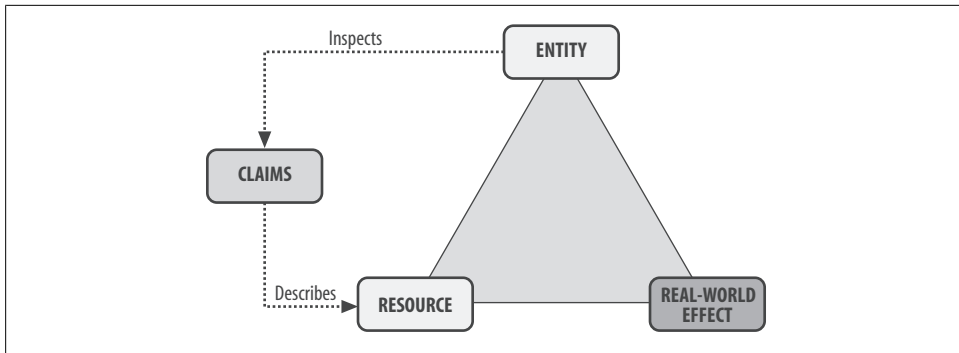 Inspects
ENTITY
CLAIMS
Describes
RESOURCE
REAL-WORLD
EFFECT